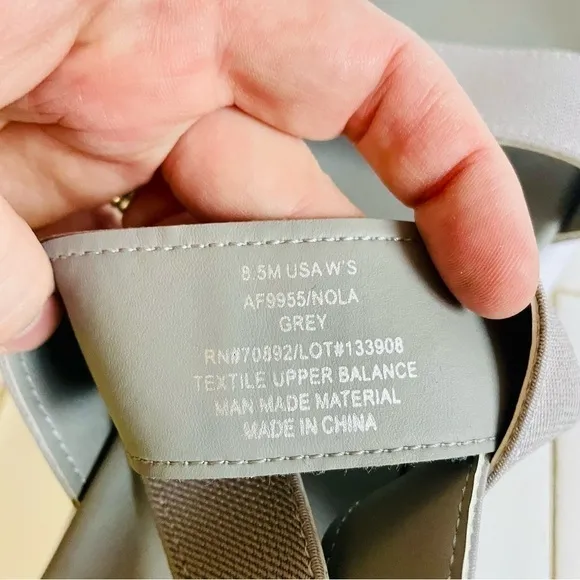 8.5M USA W'S
AF9955/NOLA
GREY
RN#70892/LOT#133908
TEXTILE UPPER BALANCE
MAN MADE MATERIAL
MADE IN CHINA